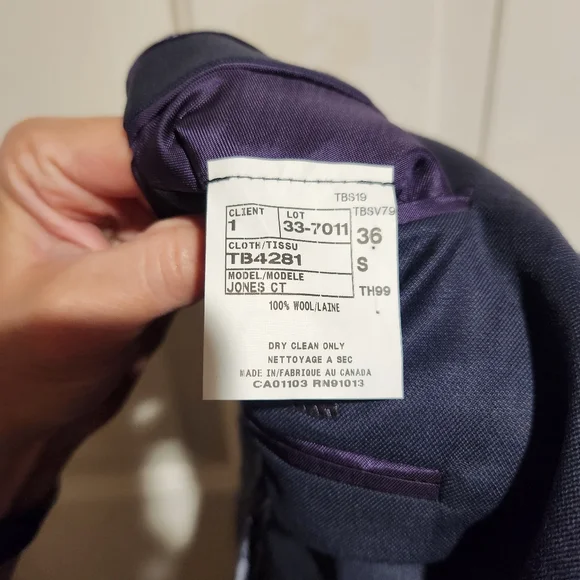 TBS19
CLIENT LOT TBSV79
1 33-7011 36
CLOTH/TISSU
TB4281 S
MODEL/MODELE
JONES CT TH99
100% WOOL/LAINE
DRY CLEAN ONLY
NETTOYAGE A SEC
MADE IN/FABRIQUE AU CANADA
CA01103 RN91013